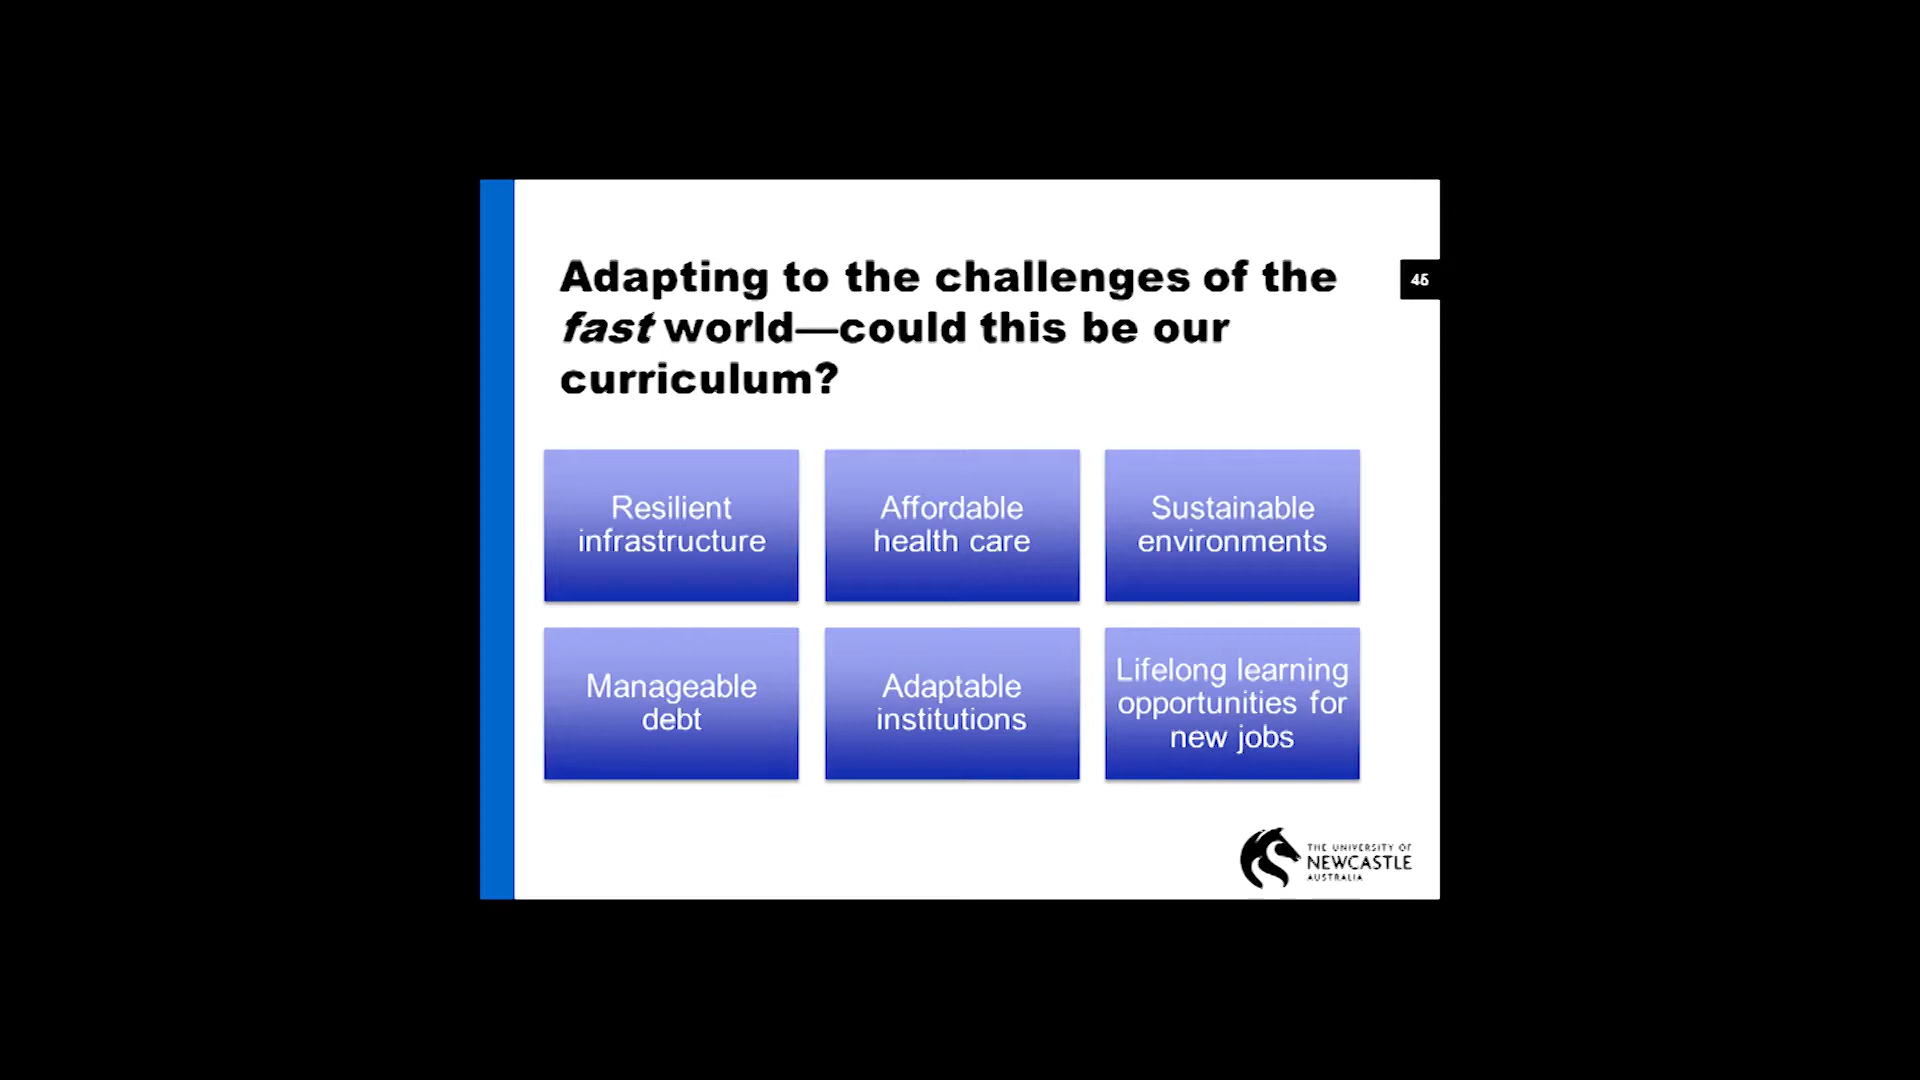 Adapting to the challenges of the
fast world—could this be our
curriculum?
Resilient
infrastructure
Affordable
health care
Sustainable
environments
Manageable
debt
Adaptable
institutions
Lifelong learning
opportunities for
new jobs
THE UNIVERSITY OF
NEWCASTLE
AUSTRALIA